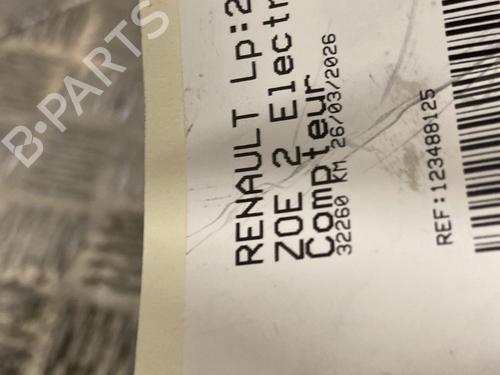 RENAULT Lp:2
ZOE 2 Electr
Compteur
32260 KM 26/03/2026
REF:123488125
B-PARTS